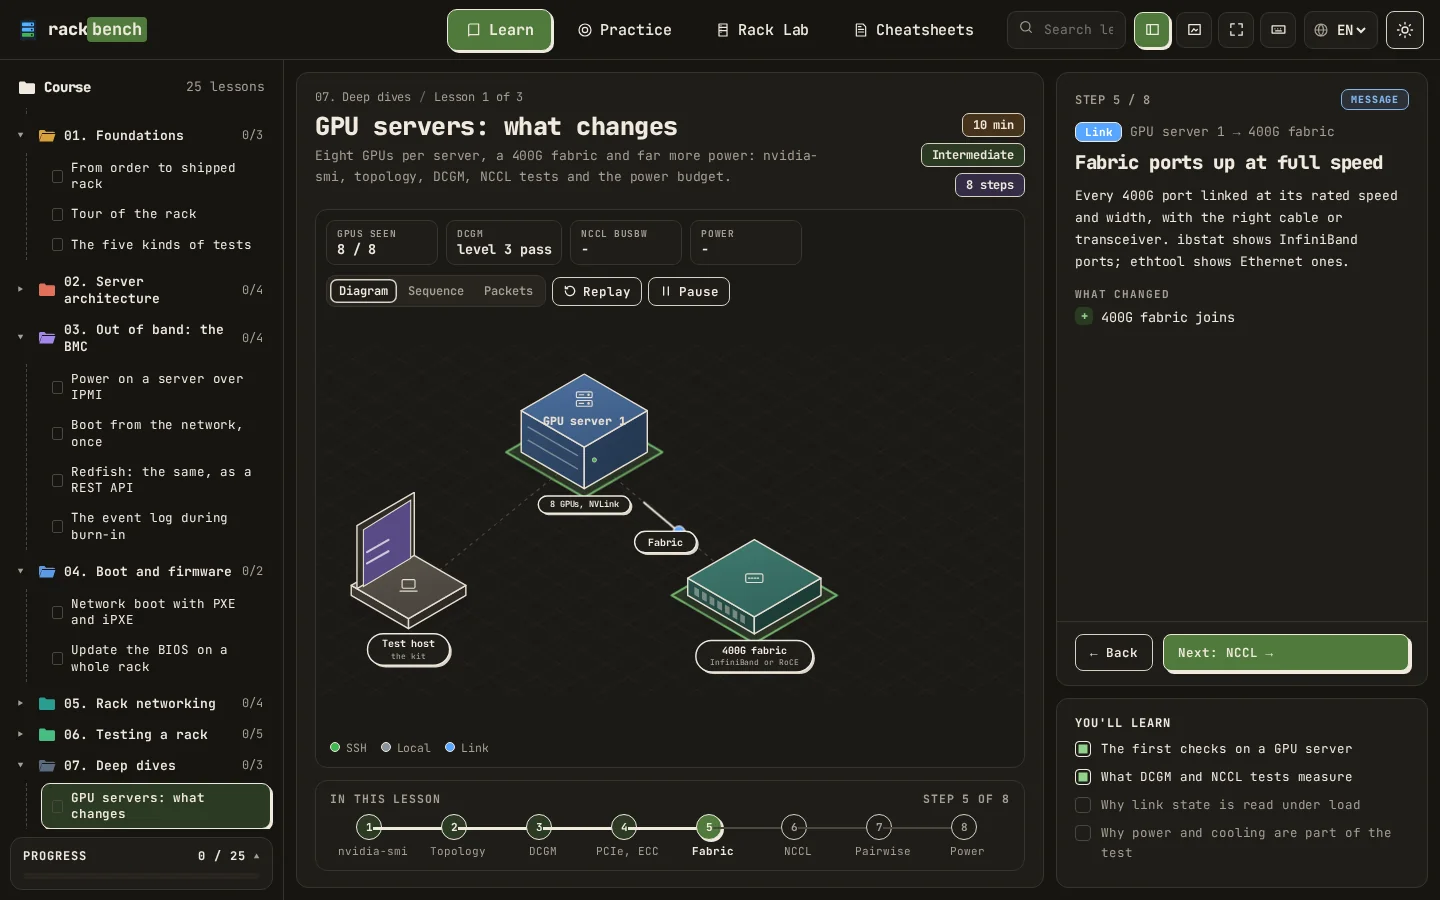 rackbench
Learn
Practice
Rack Lab
Cheatsheets
Search le
EN
Course
25 lessons
01. Foundations
0/3
From order to shipped
rack
Tour of the rack
The five kinds of tests
02. Server
architecture
0/4
03. Out of band: the
BMC
0/4
Power on a server over
IPMI
Boot from the network,
once
Redfish: the same, as a
REST API
The event log during
burn-in
04. Boot and firmware
0/2
Network boot with PXE
and iPXE
Update the BIOS on a
whole rack
05. Rack networking
0/4
06. Testing a rack
0/5
07. Deep dives
0/3
GPU servers: what
changes
PROGRESS
0 / 25
07. Deep dives / Lesson 1 of 3
GPU servers: what changes
Eight GPUs per server, a 400G fabric and far more power: nvidia-
smi, topology, DCGM, NCCL tests and the power budget.
10 min
Intermediate
8 steps
GPUS SEEN
8 / 8
DCGM
level 3 pass
NCCL BUSBW
-
POWER
-
Diagram
Sequence
Packets
Replay
Pause
GPU server 1
8 GPUs, NVLink
Fabric
Test host
the kit
400G fabric
InfiniBand or RoCE
SSH
Local
Link
IN THIS LESSON
STEP 5 OF 8
1
2
3
4
5
6
7
8
nvidia-smi
Topology
DCGM
PCIe, ECC
Fabric
NCCL
Pairwise
Power
STEP 5 / 8
MESSAGE
Link
GPU server 1 → 400G fabric
Fabric ports up at full speed
Every 400G port linked at its rated speed
and width, with the right cable or
transceiver. ibstat shows InfiniBand
ports; ethtool shows Ethernet ones.
WHAT CHANGED
+ 400G fabric joins
← Back
Next: NCCL →
YOU'LL LEARN
The first checks on a GPU server
What DCGM and NCCL tests measure
Why link state is read under load
Why power and cooling are part of the
test